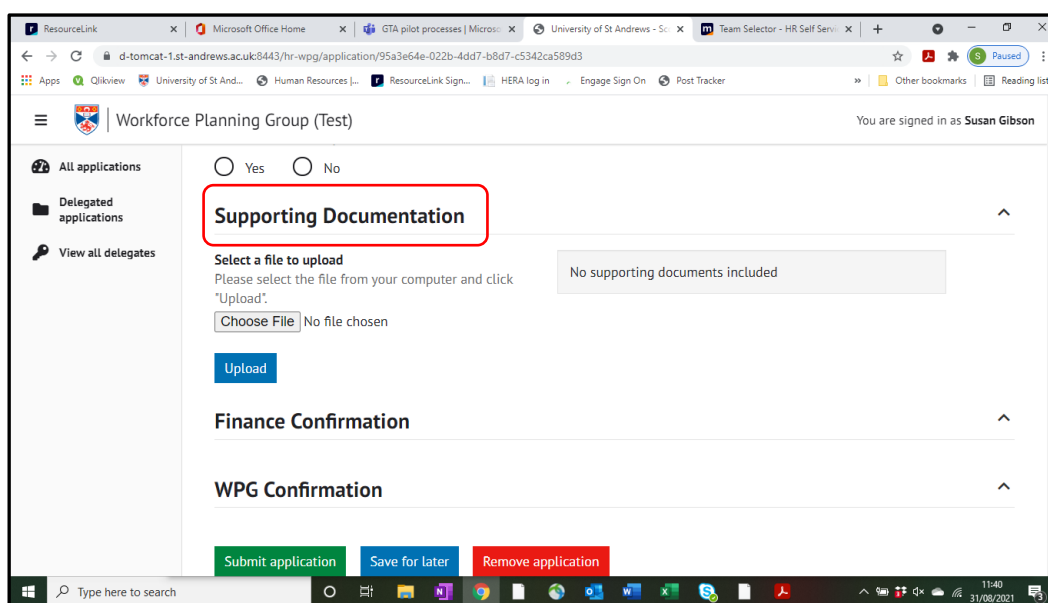 ResourceLink
Microsoft Office Home
GTA pilot processes | Microso
University of St Andrews - Sc
Team Selector - HR Self Servi
d-tomcat-1.st-andrews.ac.uk:8443/hr-wpg/application/95a3e64e-022b-4dd7-b8d7-c5342ca589d3
S Paused
Apps Qlikview University of St And... Human Resources |... ResourceLink Sign... HERA log in Engage Sign On Post Tracker » Other bookmarks Reading list
Workforce Planning Group (Test)
You are signed in as Susan Gibson
All applications
Delegated
applications
View all delegates
Yes No
Supporting Documentation
Select a file to upload
Please select the file from your computer and click
"Upload".
Choose File No file chosen
No supporting documents included
Upload
Finance Confirmation
WPG Confirmation
Submit application Save for later Remove application
Type here to search
11:40
31/08/2021